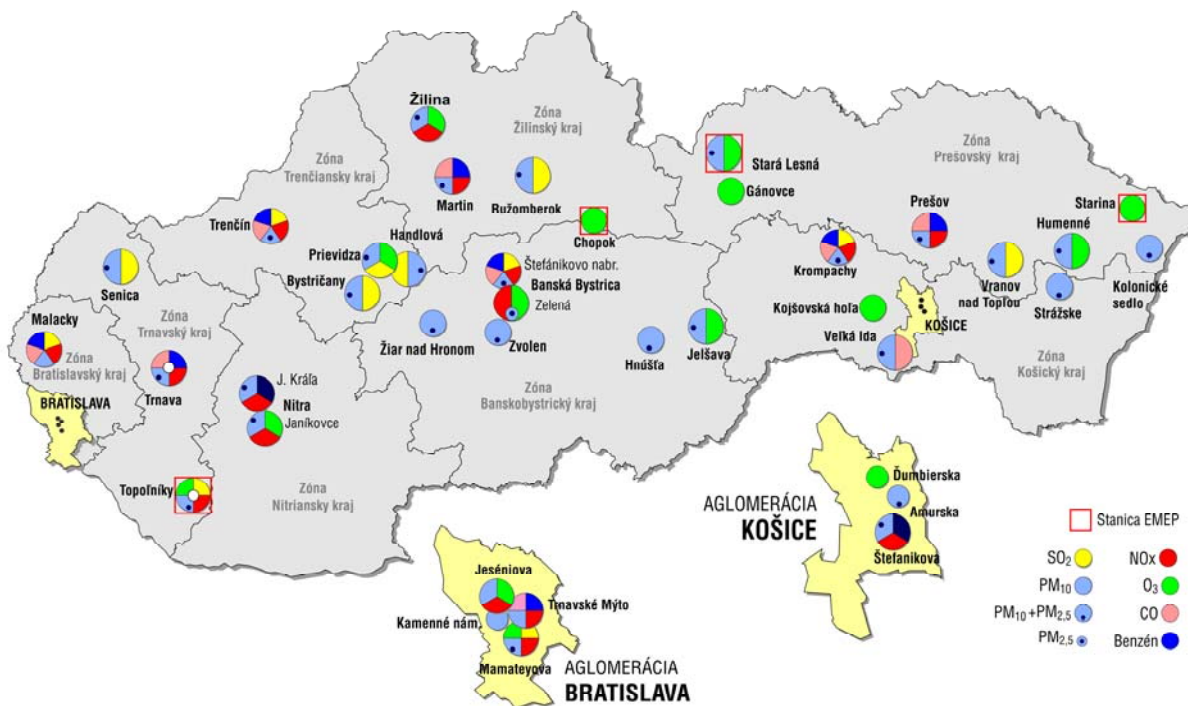 Žilina
Zóna
Žilinský kraj
Zóna
Trenčiansky kraj
Martin
Ružomberok
Stará Lesná
Gánovce
Zóna
Prešovský kraj
Trenčín
Handlová
Prievidza
Bystričany
Chopok
Prešov
Starina
Humenné
Senica
Štefánikovo nabr.
Banská Bystrica
Zelená
Krompachy
Vranov
nad Topľou
Strážske
Kolonické
sedlo
Malacky
Zóna
Bratislavský kraj
Zóna
Trnavský kroj
Trnava
Žiar nad Hronom
Zvolen
Hnúšťa
Jelšava
Kojšovská hoľa
KOŠICE
Veľká Ida
J. Kráľa
Nitra
Janíkovce
Zóna
Banskobystrický kraj
Zóna
Košický kraj
BRATISLAVA
Topoľníky
Zóna
Nitriansky kraj
AGLOMERÁCIA
KOŠICE
Ďumbierska
Amurska
Štefanikova
Jeséniova
Trnavské Mýto
Kamenné nám.
Mamateyova
AGLOMERÁCIA
BRATISLAVA
Stanica EMEP
SO2 NOx
PM10 O3
PM10+PM2,5 CO
PM2,5 Benzén